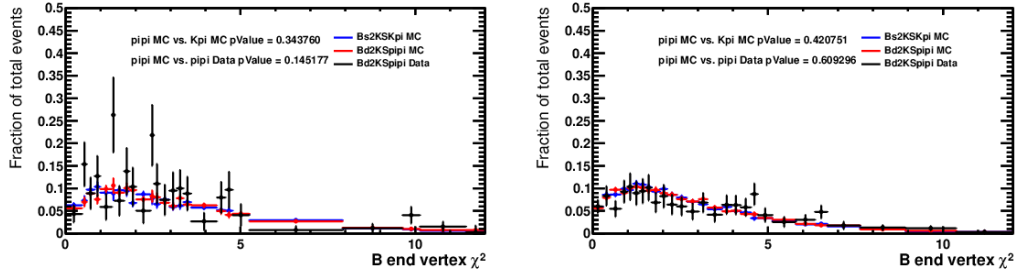 Fraction of total events
0.5
0.45
0.4
0.35
0.3
0.25
0.2
0.15
0.1
0.05
0
pipi MC vs. Kpi MC pValue = 0.343760
pipi MC vs. pipi Data pValue = 0.145177
Bs2KSKpi MC
Bd2KSpipi MC
Bd2KSpipi Data
0 5 10
B end vertex χ²
Fraction of total events
0.5
0.45
0.4
0.35
0.3
0.25
0.2
0.15
0.1
0.05
0
pipi MC vs. Kpi MC pValue = 0.420751
pipi MC vs. pipi Data pValue = 0.609296
Bs2KSKpi MC
Bd2KSpipi MC
Bd2KSpipi Data
0 5 10
B end vertex χ²